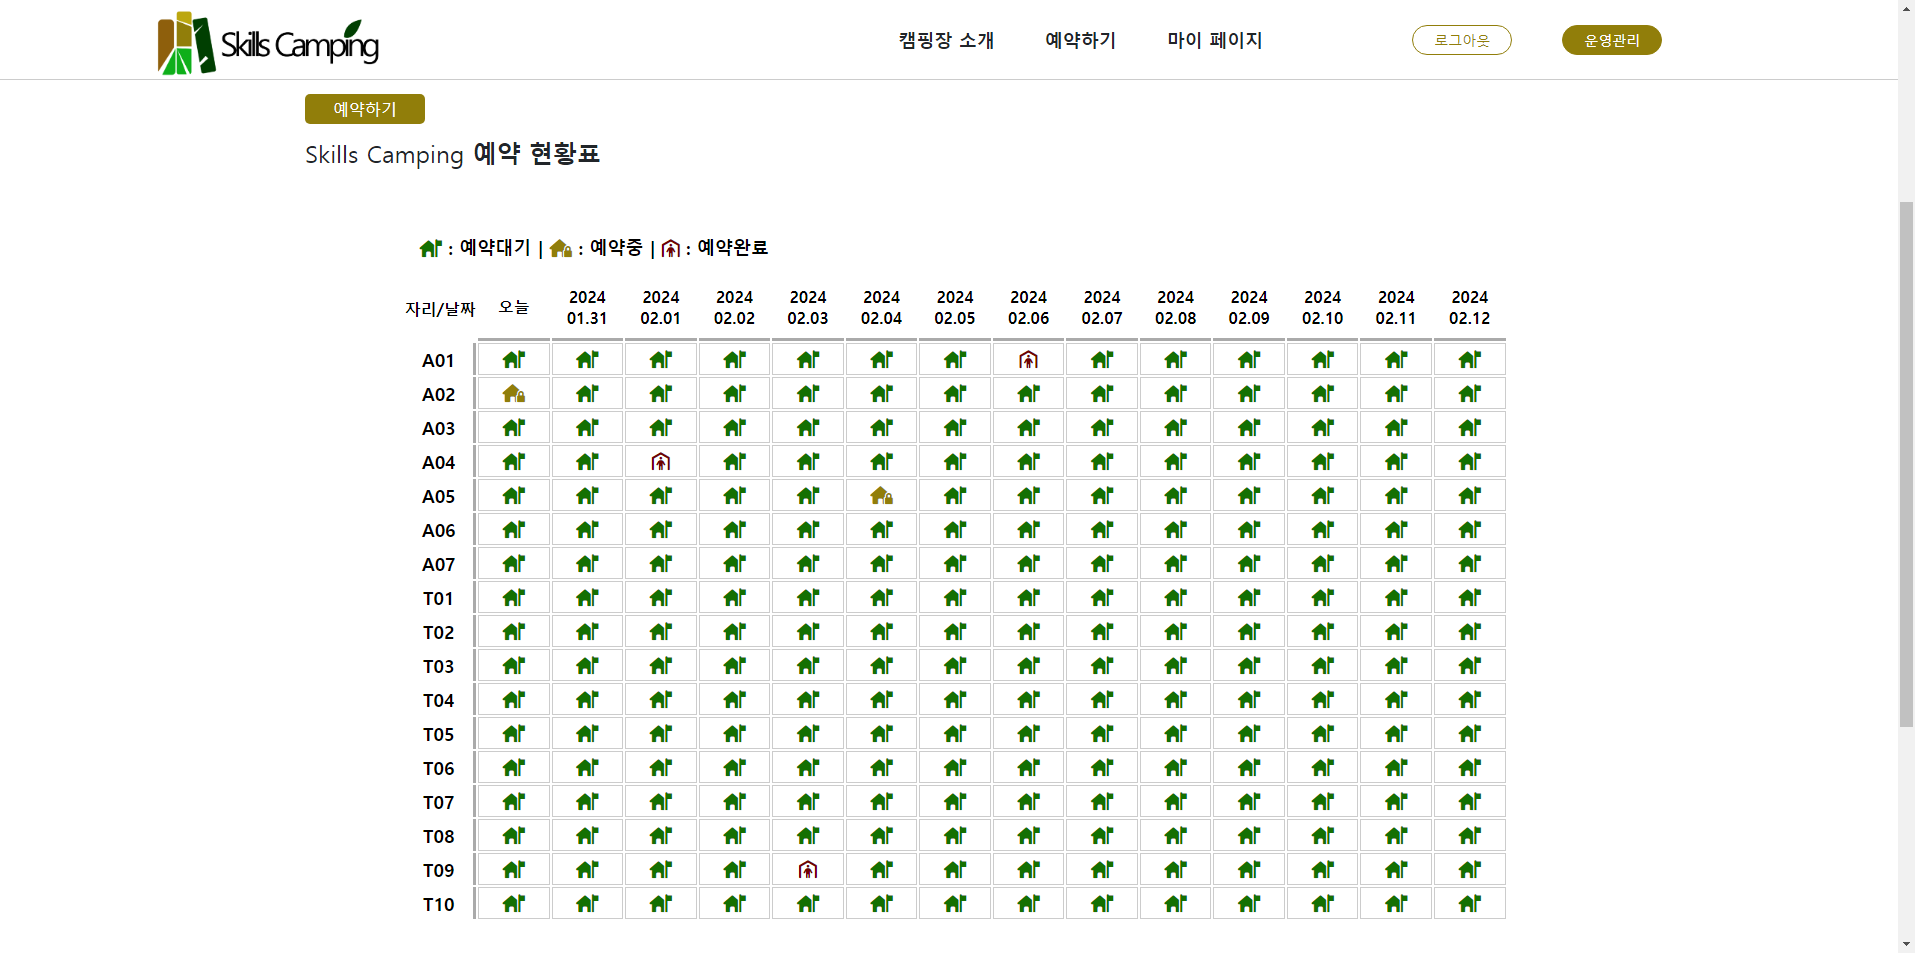 Skills Camping
캠핑장 소개 예약하기 마이 페이지 로그아웃 운영관리
예약하기
Skills Camping 예약 현황표
: 예약대기 | : 예약중 | : 예약완료
자리/날짜 오늘 2024 01.31 2024 02.01 2024 02.02 2024 02.03 2024 02.04 2024 02.05 2024 02.06 2024 02.07 2024 02.08 2024 02.09 2024 02.10 2024 02.11 2024 02.12
A01
A02
A03
A04
A05
A06
A07
T01
T02
T03
T04
T05
T06
T07
T08
T09
T10